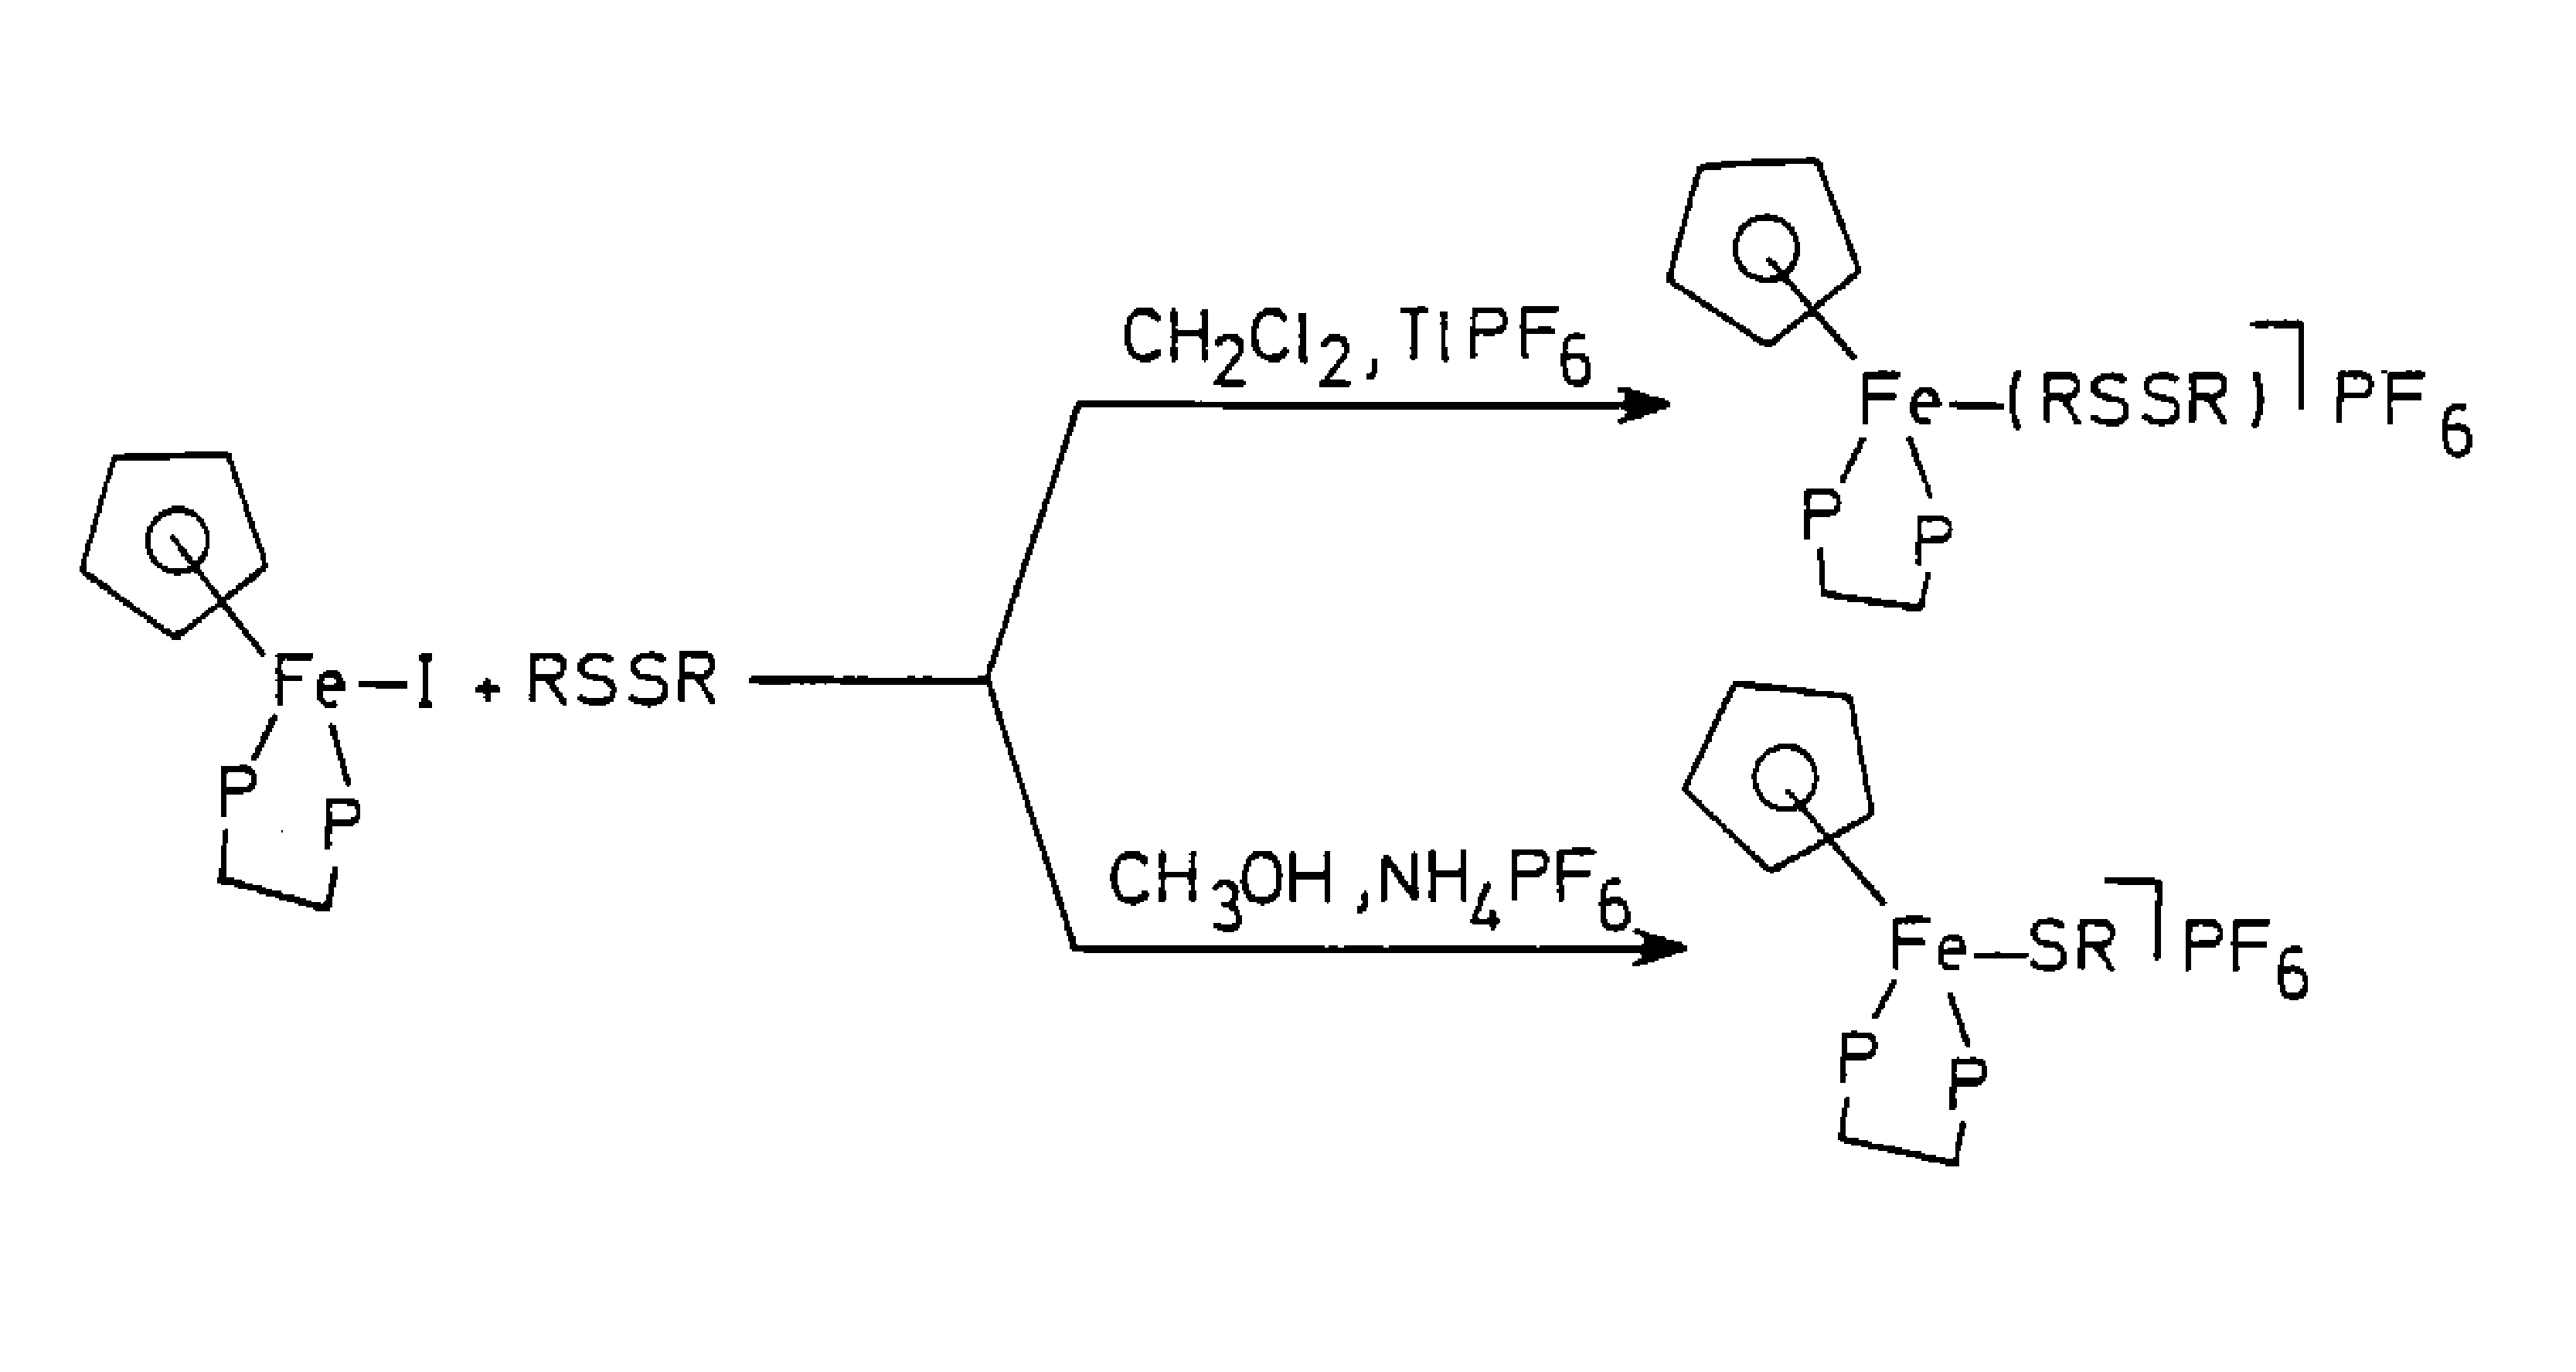 CH2Cl2, TlPF6
Fe-(RSSR)] PF6
P P
Fe-I + RSSR
P P
CH3OH, NH4PF6
Fe-SR] PF6
P P